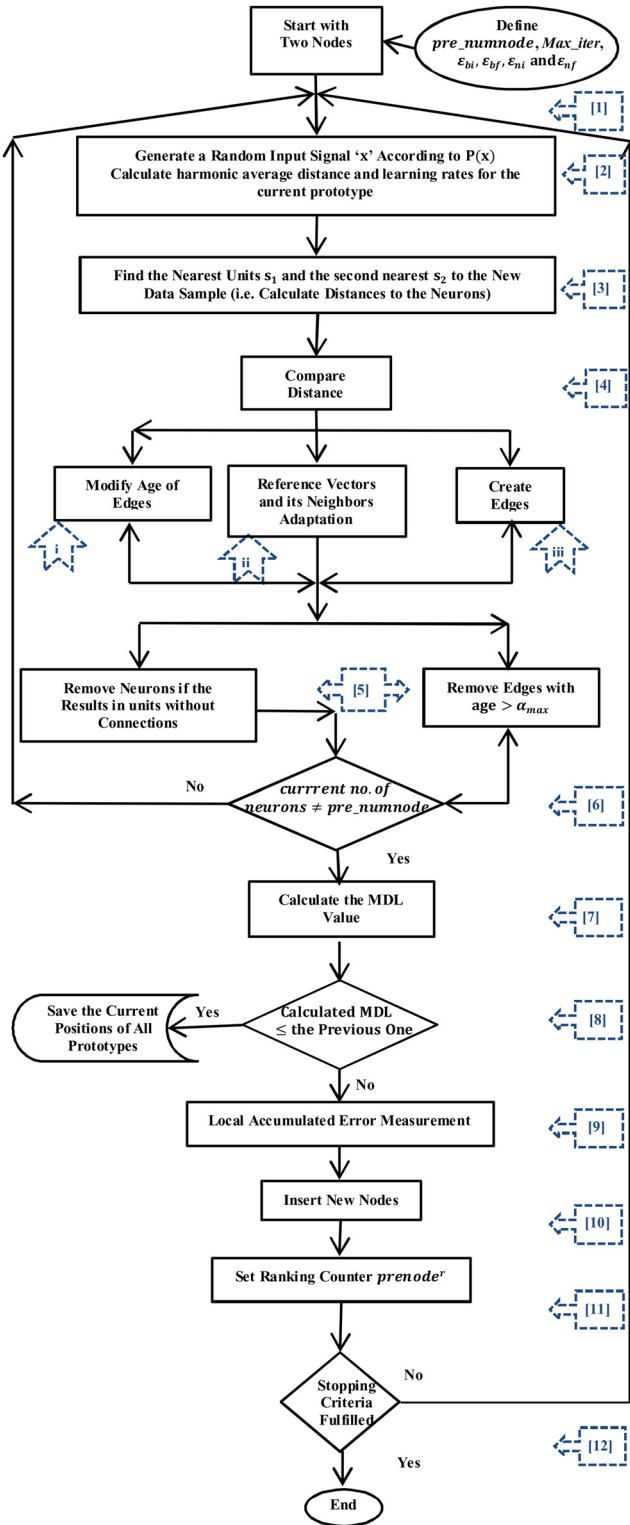 Start with
Two Nodes
Define
pre_numnode, Max_iter,
ε_bi, ε_bf, ε_ni and ε_nf
[1]
Generate a Random Input Signal ‘x’ According to P(x)
Calculate harmonic average distance and learning rates for the
current prototype
[2]
Find the Nearest Units s₁ and the second nearest s₂ to the New
Data Sample (i.e. Calculate Distances to the Neurons)
[3]
Compare
Distance
[4]
Modify Age of
Edges
Reference Vectors
and its Neighbors
Adaptation
Create
Edges
i
ii
iii
Remove Neurons if the
Results in units without
Connections
[5]
Remove Edges with
age > α_max
No
currrent no. of
neurons ≠ pre_numnode
[6]
Yes
Calculate the MDL
Value
[7]
Save the Current
Positions of All
Prototypes
Yes
Calculated MDL
≤ the Previous One
[8]
No
Local Accumulated Error Measurement
[9]
Insert New Nodes
[10]
Set Ranking Counter prenodeʳ
[11]
Stopping
Criteria
Fulfilled
No
[12]
Yes
End